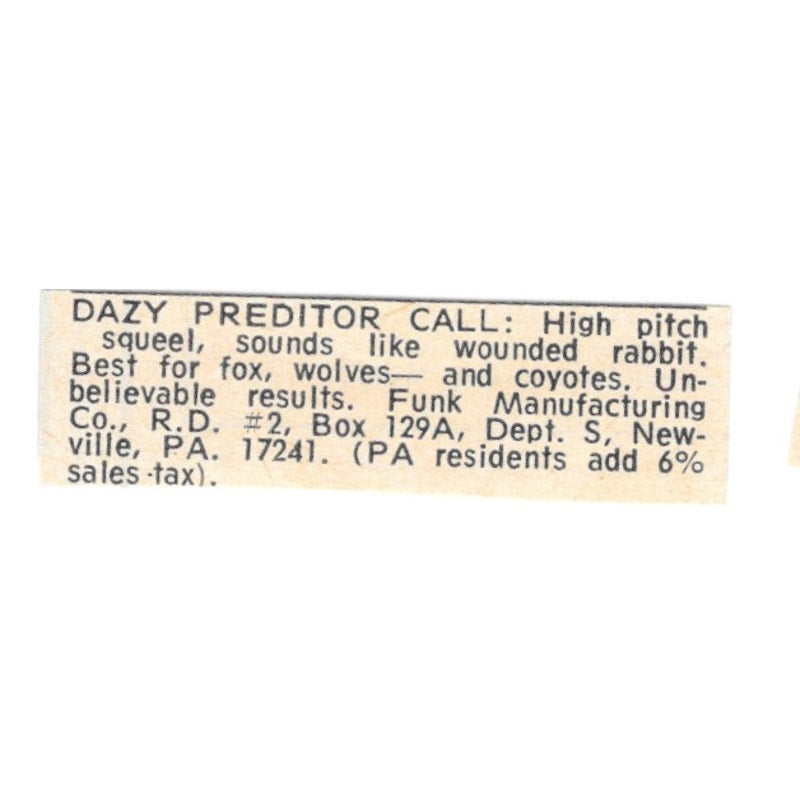 DAZY PREDITOR CALL: High pitch
squeel, sounds like wounded rabbit.
Best for fox, wolves— and coyotes. Un-
believable results. Funk Manufacturing
Co., R.D. #2, Box 129A, Dept. S, New-
ville, PA. 17241. (PA residents add 6%
sales tax).